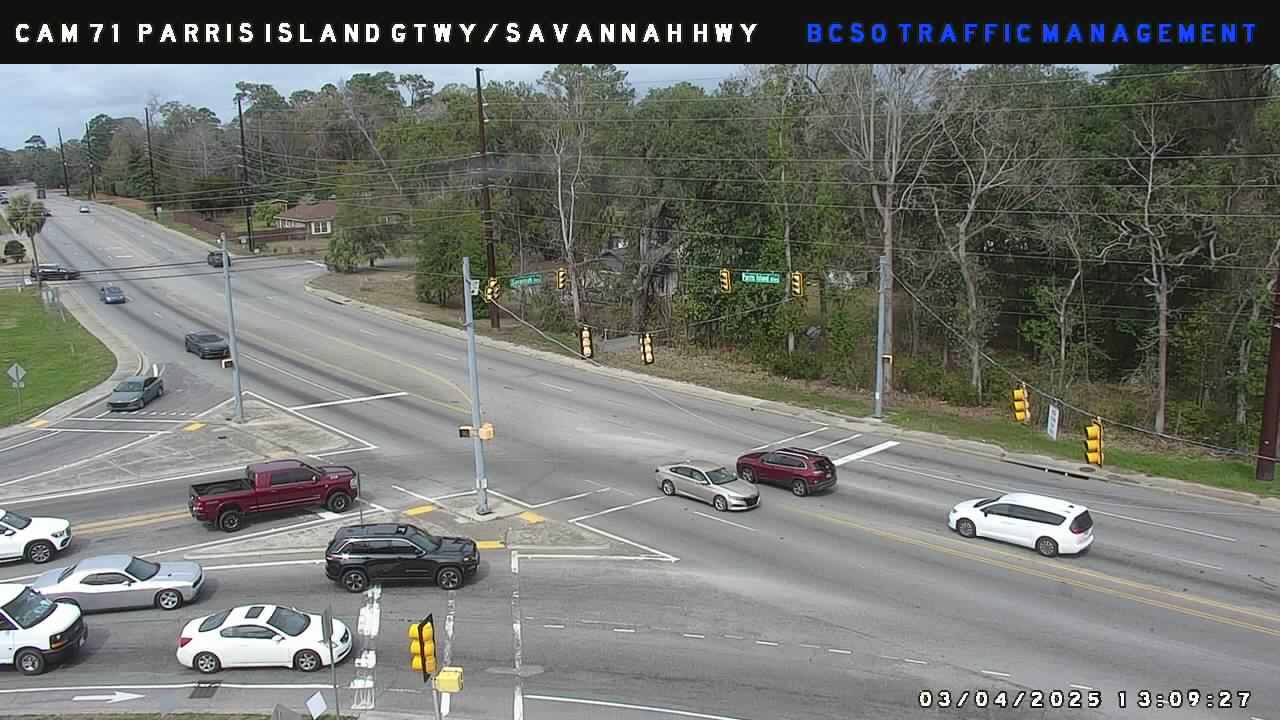 CAM 71 PARRIS ISLAND GTWY/SAVANNAH HWY
BCSO TRAFFIC MANAGEMENT
Parris Island
03/04/2025 13:09:27